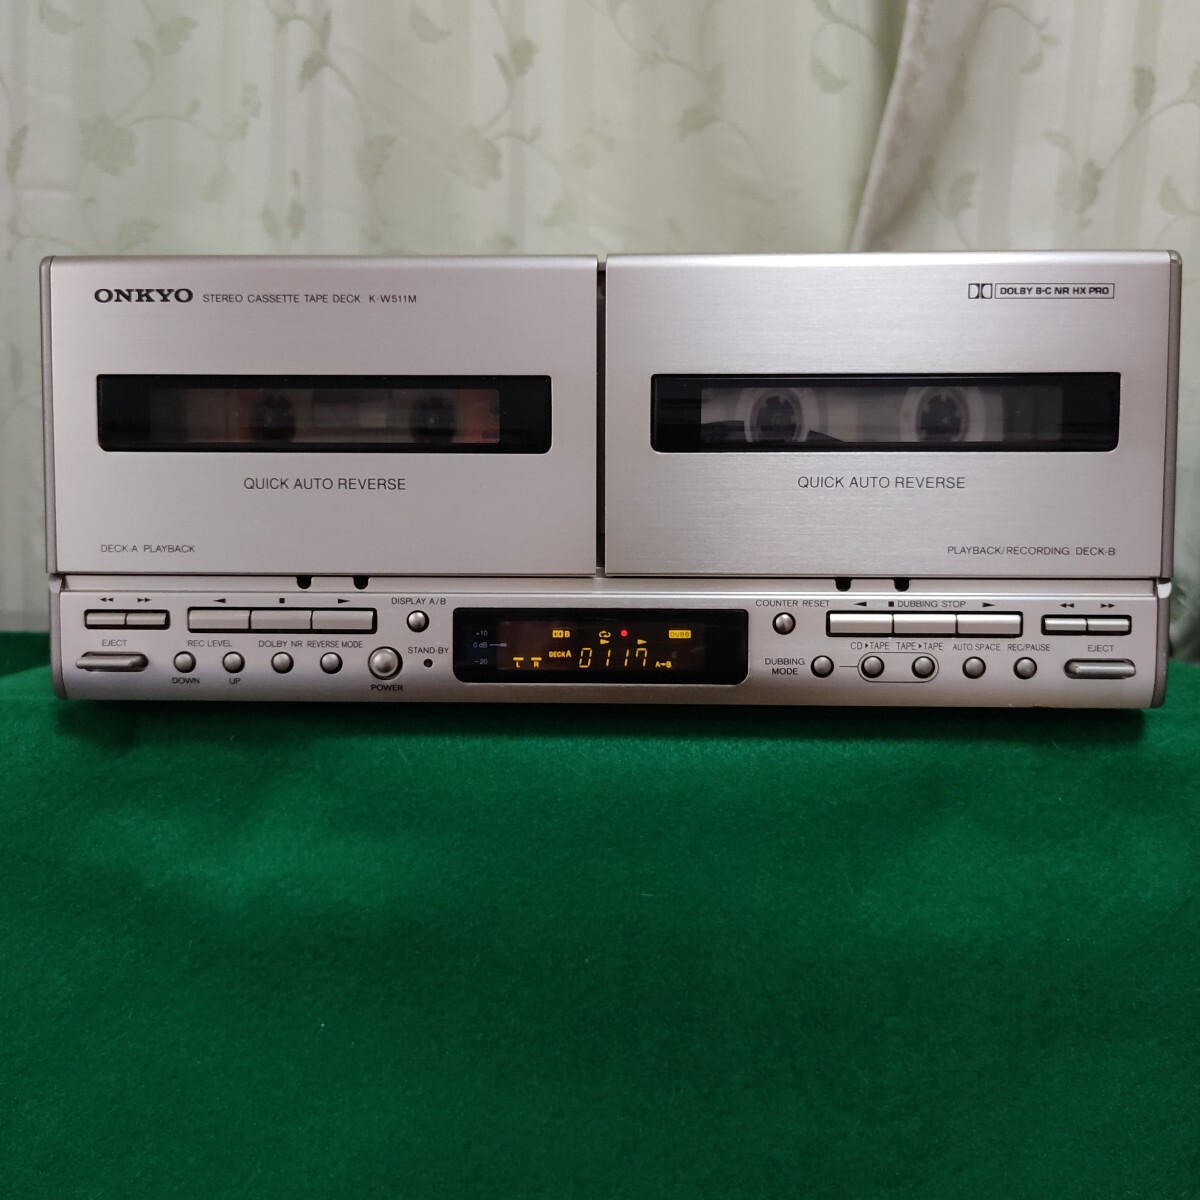 ONKYO STEREO CASSETTE TAPE DECK K-W511M
DOLBY B·C NR HX PRO
QUICK AUTO REVERSE
QUICK AUTO REVERSE
DECK-A PLAYBACK
PLAYBACK/RECORDING DECK-B
DISPLAY A/B
COUNTER RESET
DUBBING STOP
EJECT
REC LEVEL
DOLBY NR
REVERSE MODE
STAND-BY
DOWN
UP
POWER
+10
0 dB
-20
L R
B
DUBB
DECK A
0117
A-B
DUBBING MODE
CD▶TAPE
TAPE▶TAPE
AUTO SPACE
REC/PAUSE
EJECT